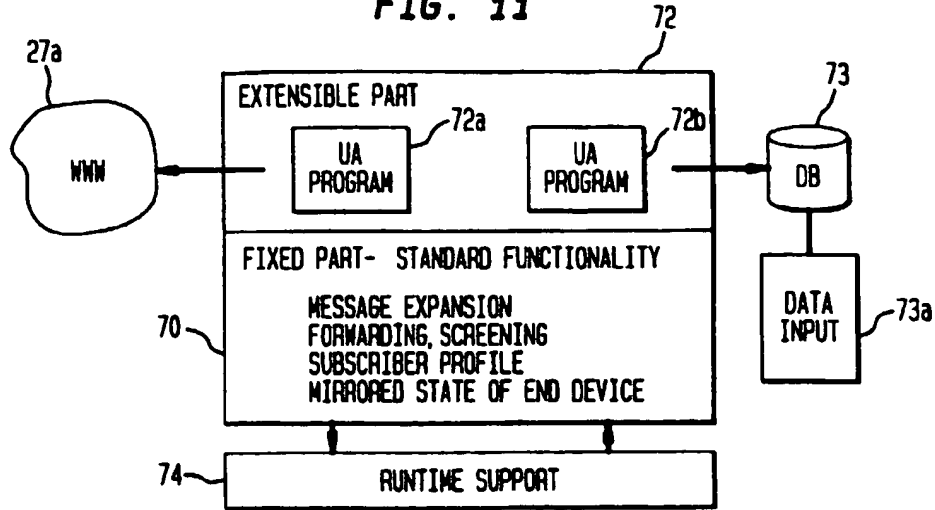 FIG. 11
72
27a
EXTENSIBLE PART
73
72a
72b
WWW
UA
PROGRAM
UA
PROGRAM
DB
FIXED PART- STANDARD FUNCTIONALITY
MESSAGE EXPANSION
FORWARDING, SCREENING
SUBSCRIBER PROFILE
MIRRORED STATE OF END DEVICE
70
DATA
INPUT
73a
74
RUNTIME SUPPORT